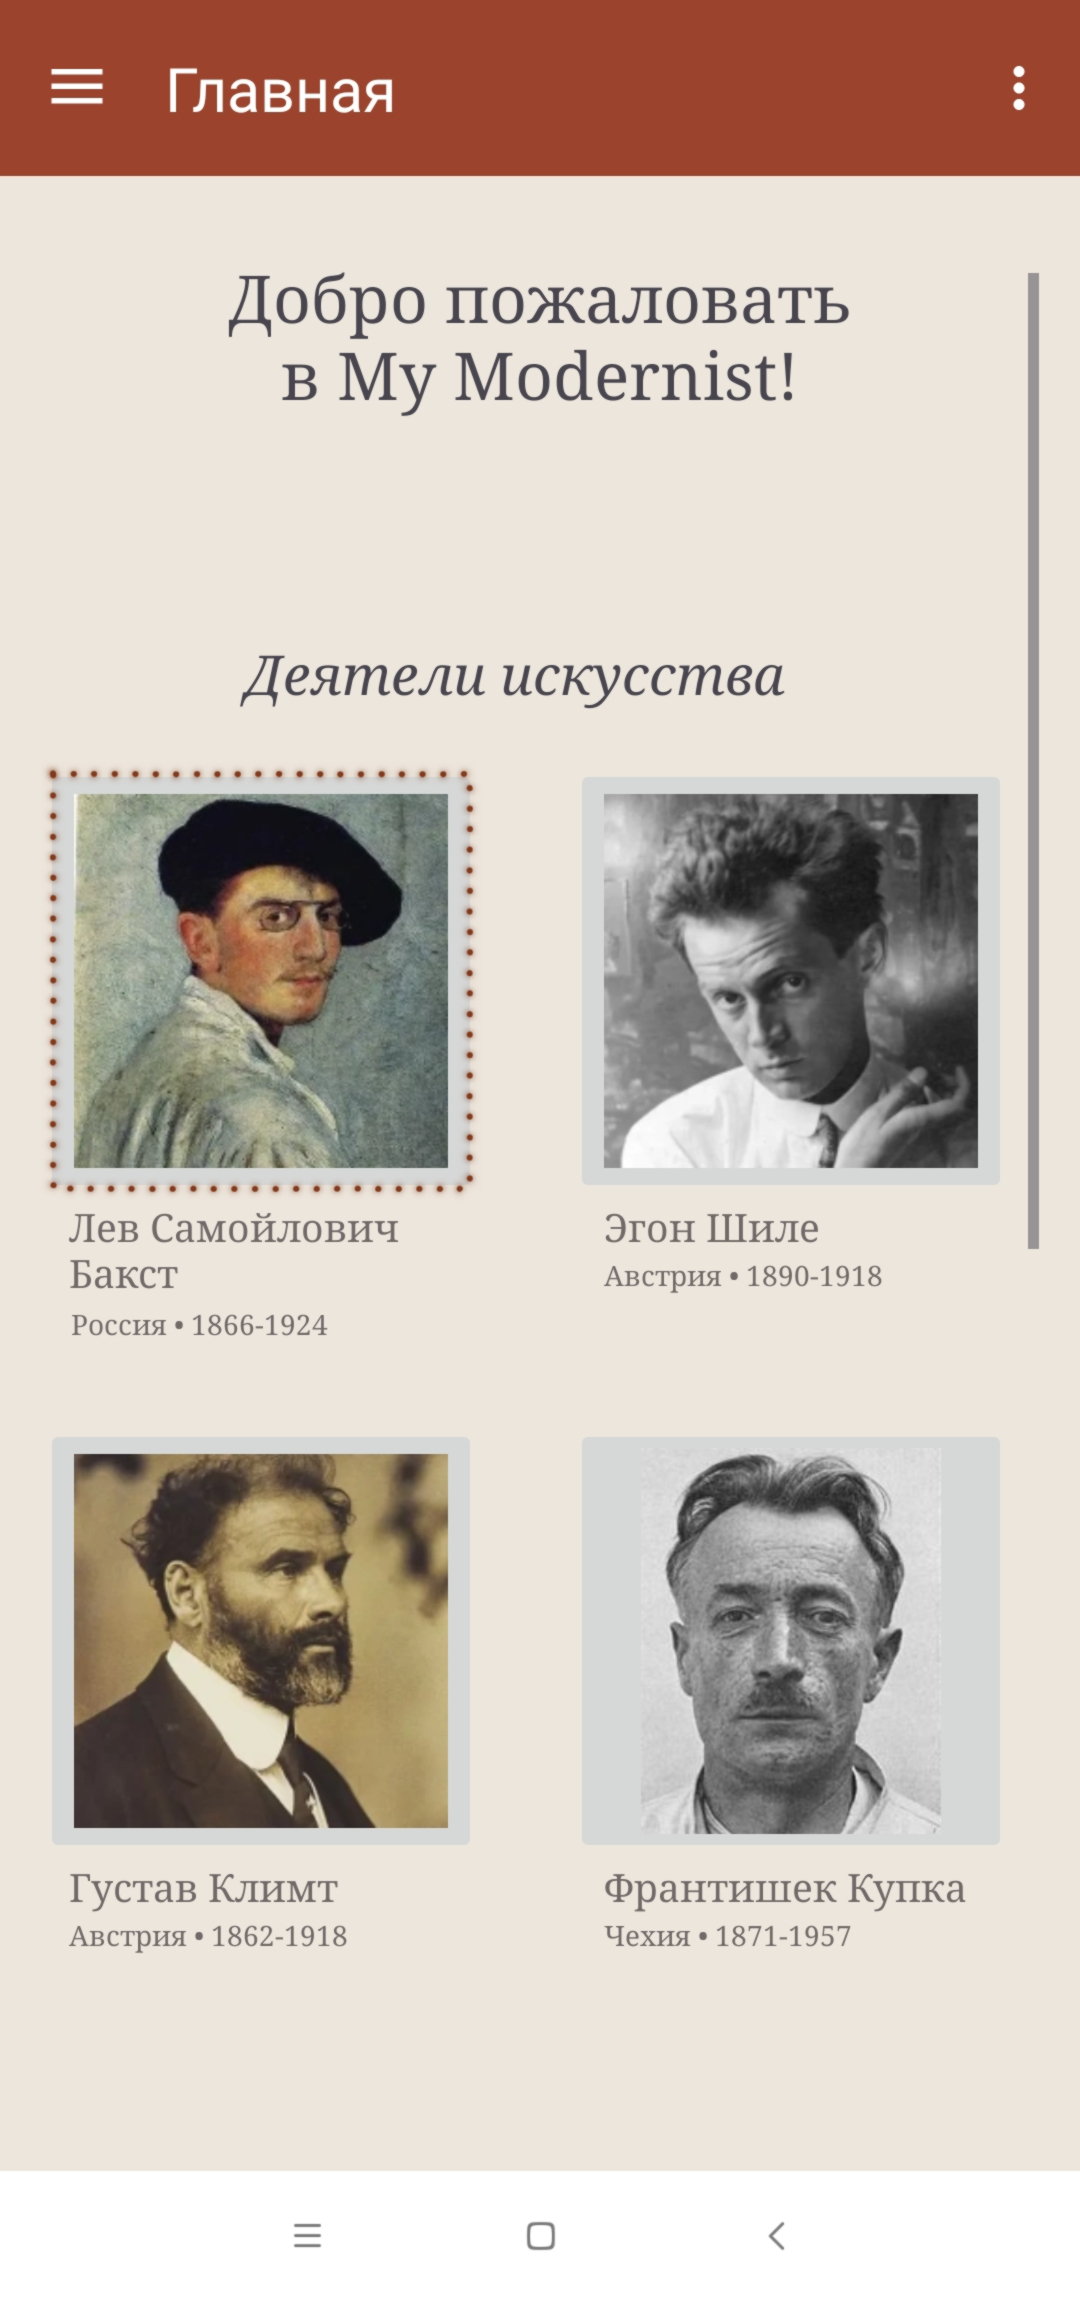 Главная
Добро пожаловать
в My Modernist!
Деятели искусства
Лев Самойлович
Бакст
Россия • 1866-1924
Эгон Шиле
Австрия • 1890-1918
Густав Климт
Австрия • 1862-1918
Франтишек Купка
Чехия • 1871-1957